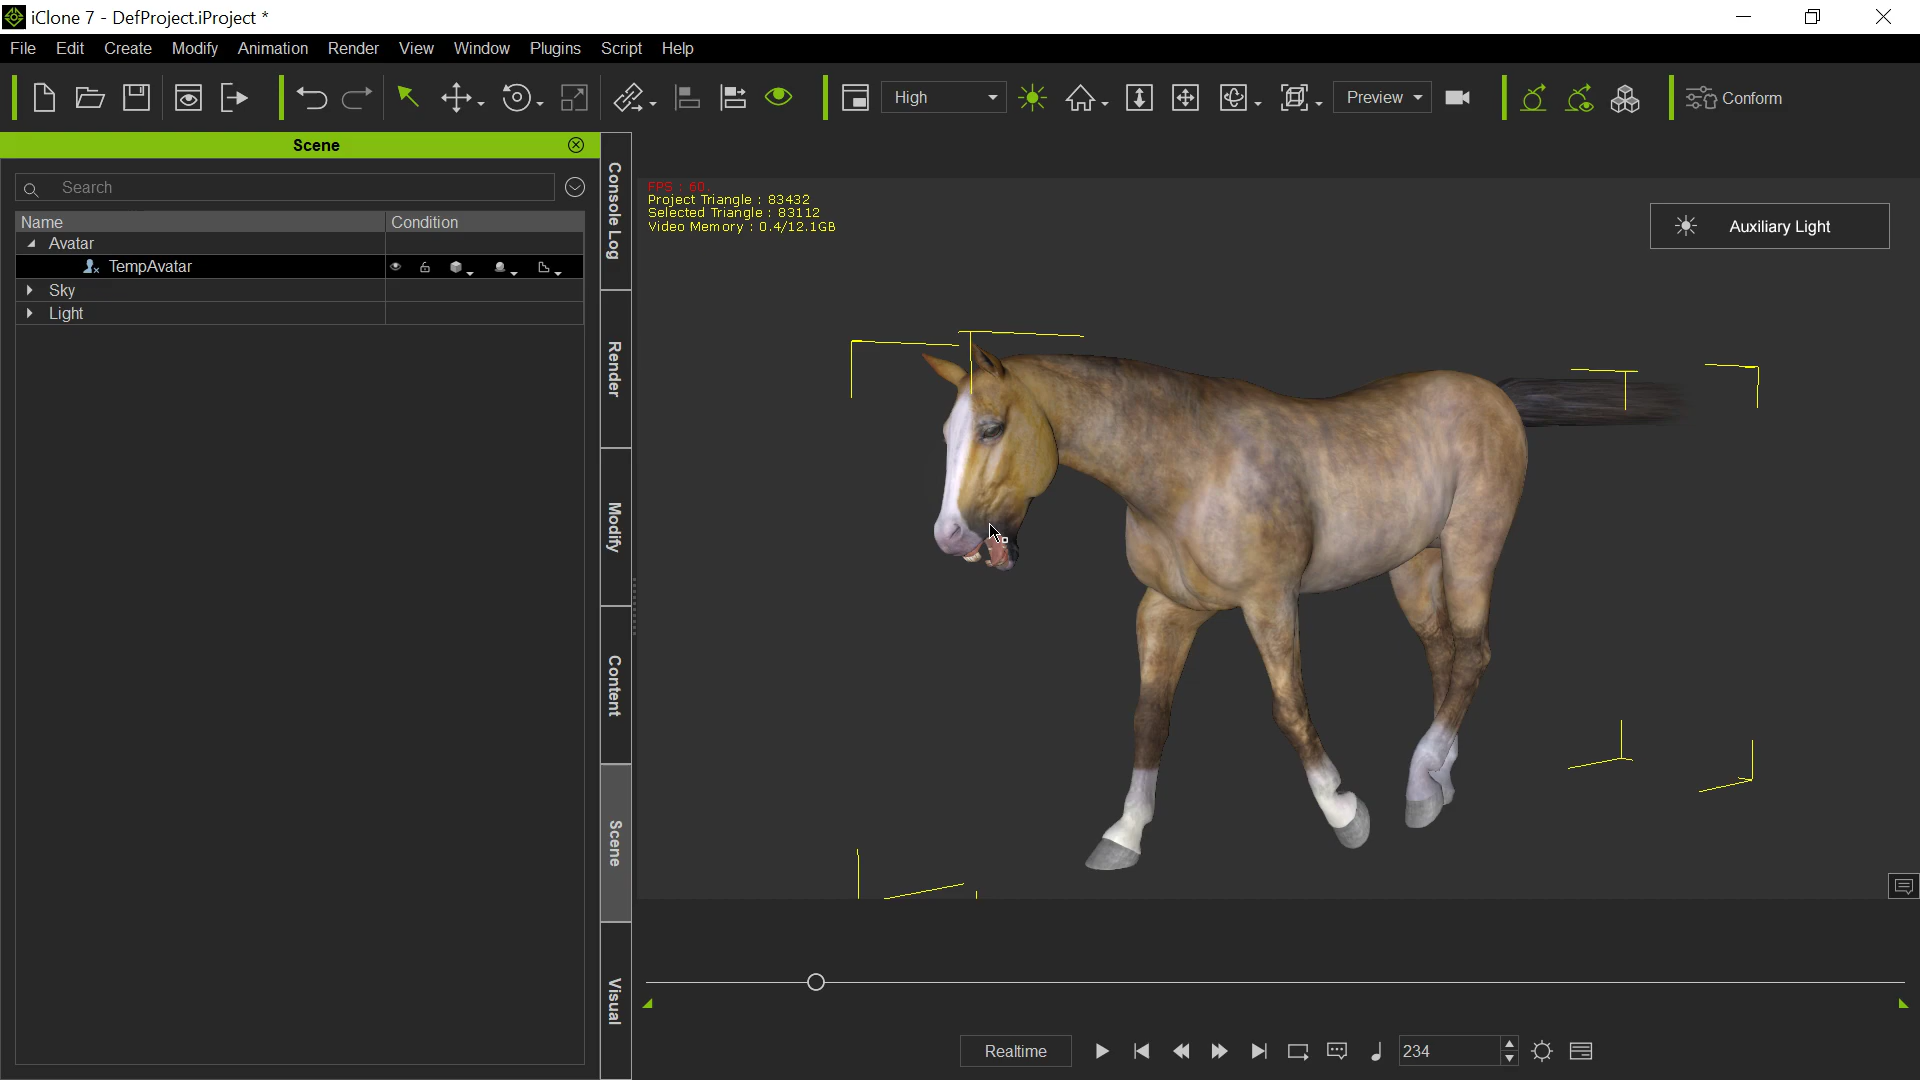 iClone 7 - DefProject.iProject *
File Edit Create Modify Animation Render View Window Plugins Script Help
High
Preview
Conform
Scene
Search
Name Condition
Avatar
TempAvatar
Sky
Light
Console Log
Render
Modify
Content
Scene
Visual
FPS : 60.
Project Triangle : 83432
Selected Triangle : 83112
Video Memory : 0.4/12.1GB
Auxiliary Light
Realtime
234